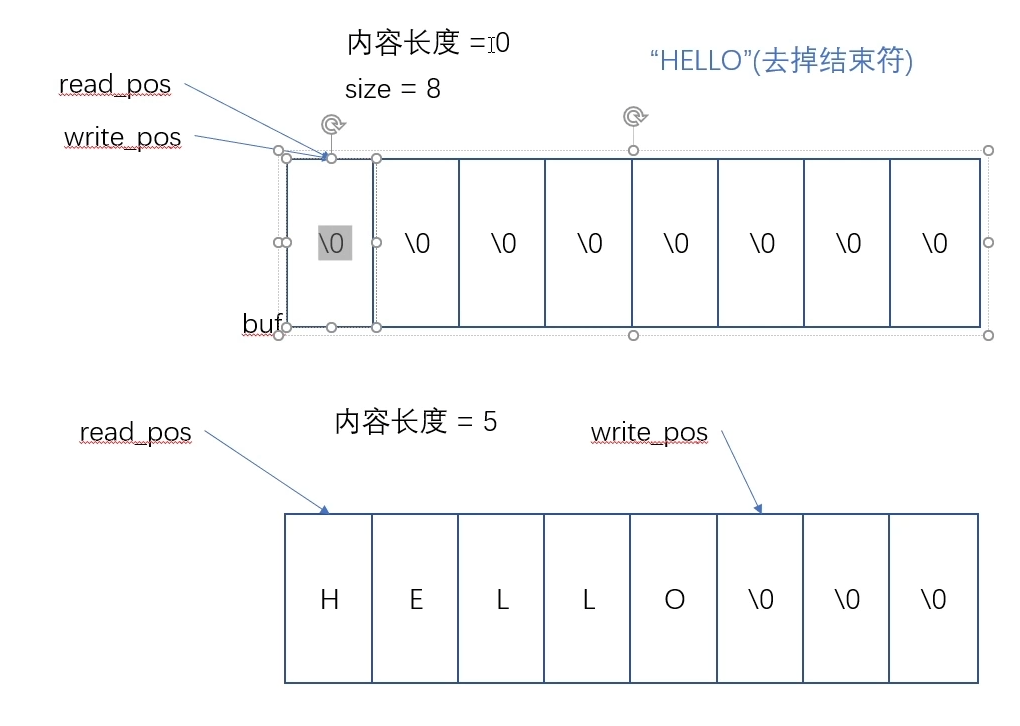 内容长度 = 0
“HELLO”(去掉结束符)
read_pos
size = 8
write_pos
\0 \0 \0 \0 \0 \0 \0 \0
buf
内容长度 = 5
read_pos
write_pos
H E L L O \0 \0 \0